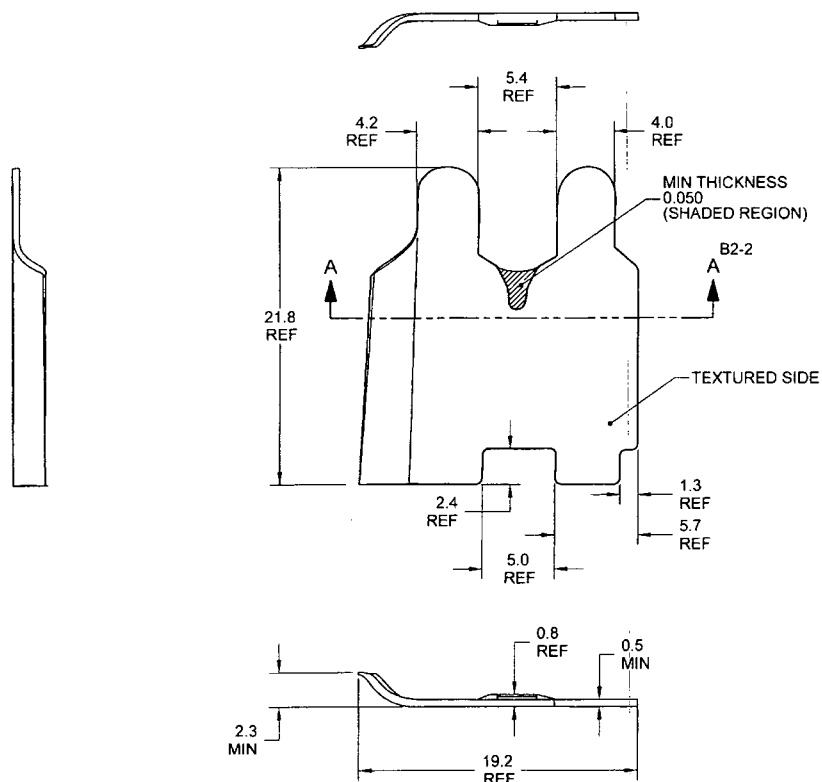 5.4
REF
4.2
REF
4.0
REF
MIN THICKNESS
0.050
(SHADED REGION)
B2-2
A
A
21.8
REF
TEXTURED SIDE
2.4
REF
1.3
REF
5.7
REF
5.0
REF
0.8
REF
0.5
MIN
2.3
MIN
19.2
REF